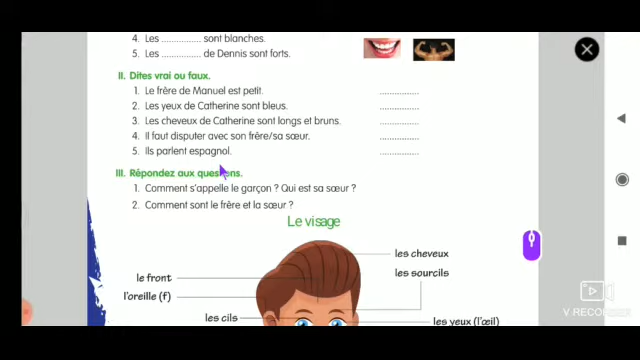 4. Les ............... sont blanches.
5. Les ............... de Dennis sont forts.
II. Dites vrai ou faux.
1. Le frère de Manuel est petit. ...............
2. Les yeux de Catherine sont bleus. ...............
3. Les cheveux de Catherine sont longs et bruns. ...............
4. Il faut disputer avec son frère/sa sœur. ...............
5. Ils parlent espagnol. ...............
III. Répondez aux questions.
1. Comment s'appelle le garçon ? Qui est sa sœur ?
2. Comment sont le frère et la sœur ?
Le visage
les cheveux
le front
les sourcils
l'oreille (f)
les cils
les yeux (l'œil)